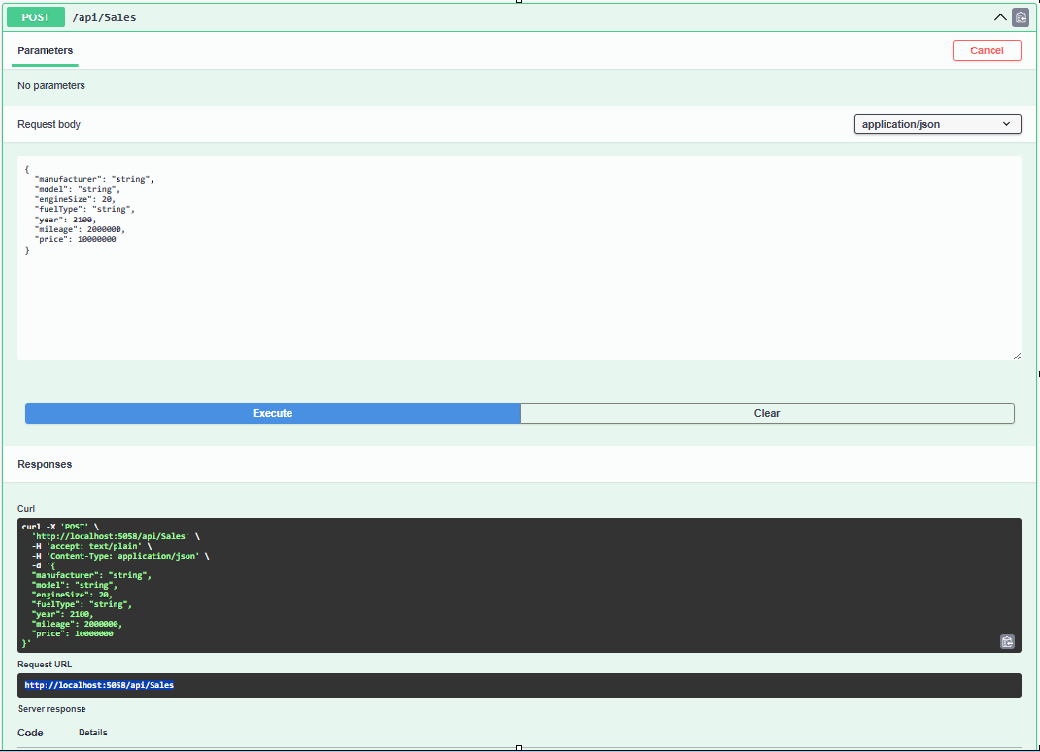 POST /api/Sales
Parameters
Cancel
No parameters
Request body
application/json
{
"manufacturer": "string",
"model": "string",
"engineSize": 20,
"fuelType": "string",
"year": 2100,
"mileage": 2000000,
"price": 10000000
}
Execute
Clear
Responses
Curl
curl -X 'POST' \
'http://localhost:5058/api/Sales' \
-H 'accept: text/plain' \
-H 'Content-Type: application/json' \
-d '{
"manufacturer": "string",
"model": "string",
"engineSize": 20,
"fuelType": "string",
"year": 2100,
"mileage": 2000000,
"price": 10000000
}'
Request URL
http://localhost:5058/api/Sales
Server response
Code Details